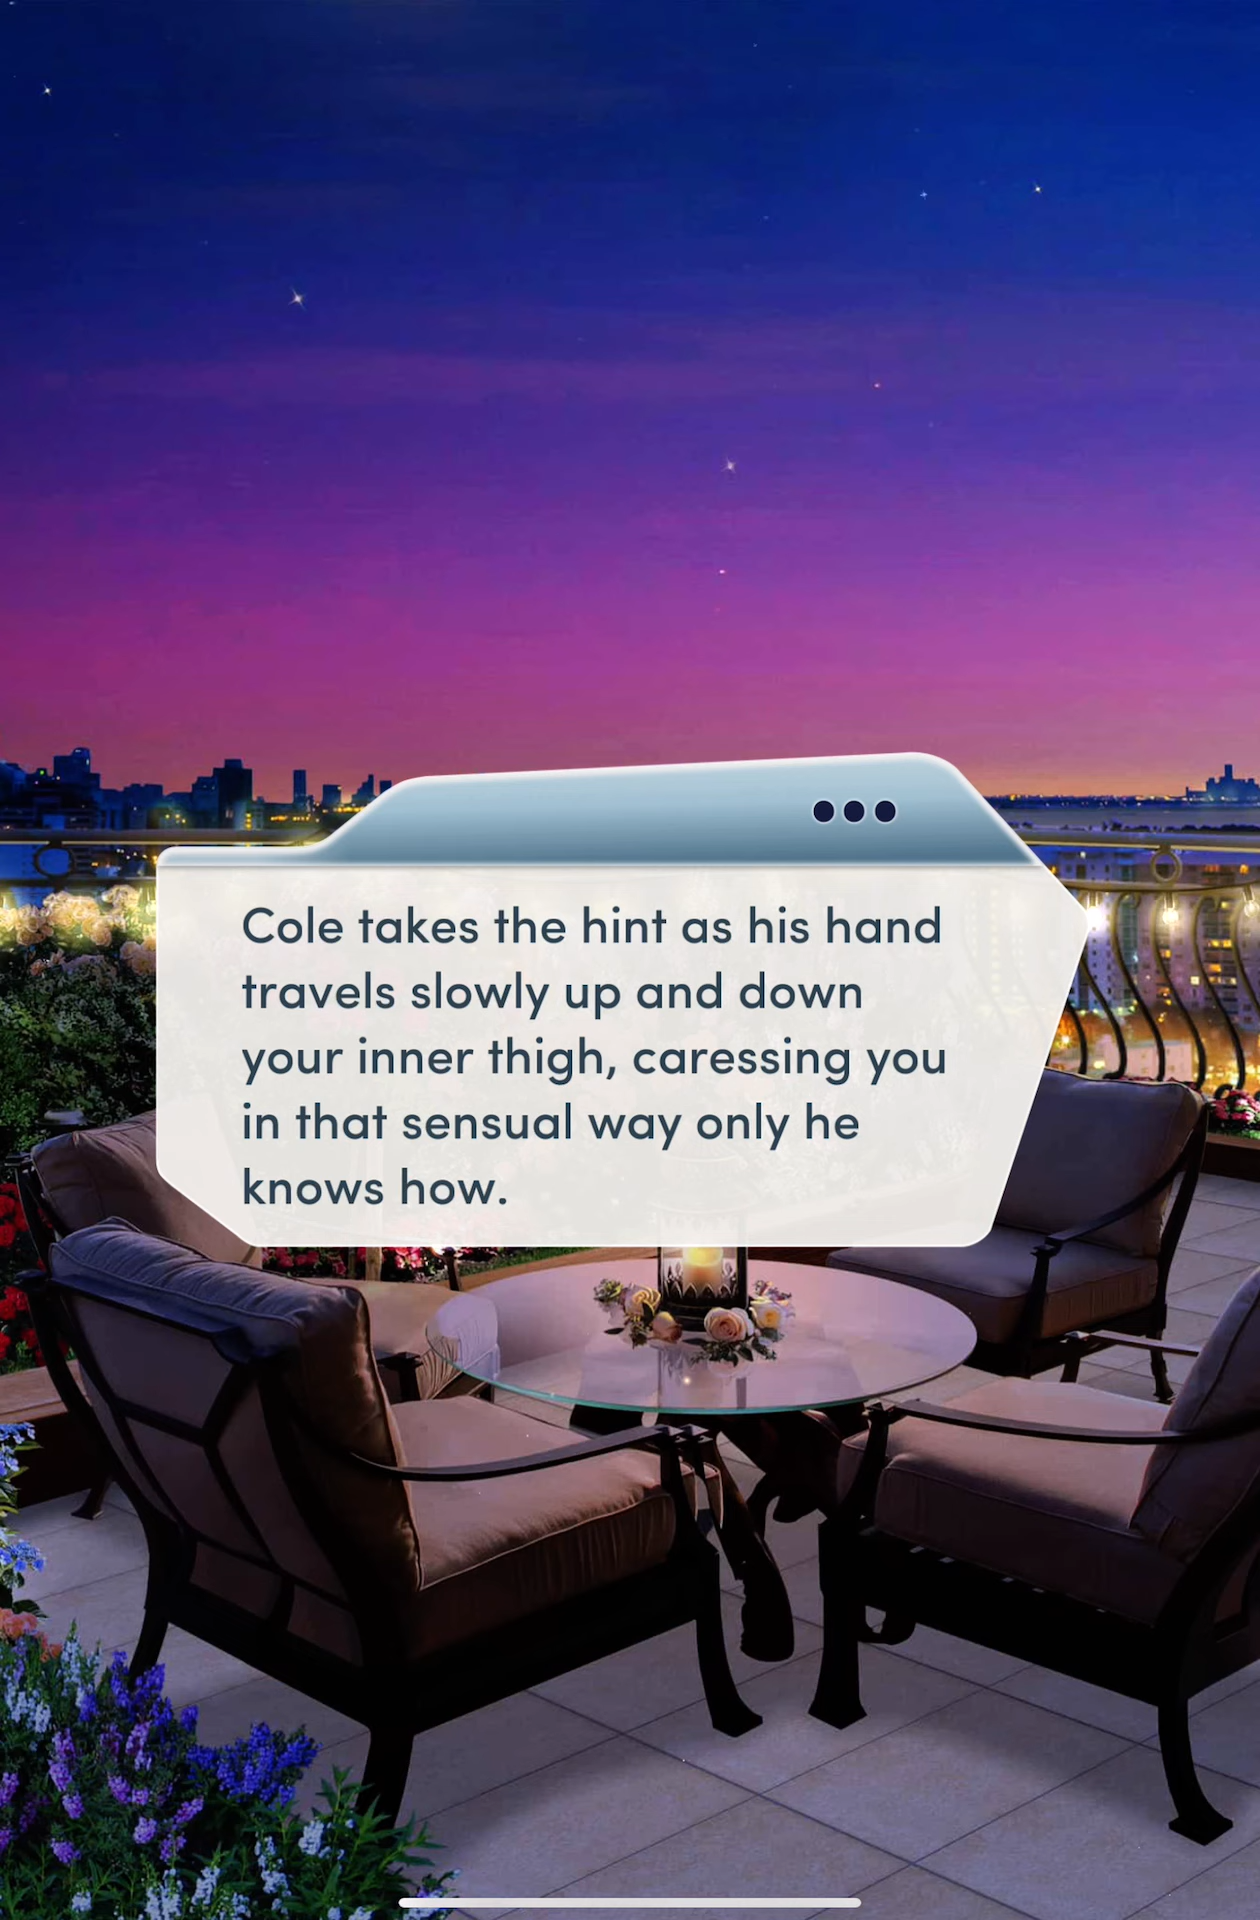 Cole takes the hint as his hand
travels slowly up and down
your inner thigh, caressing you
in that sensual way only he
knows how.